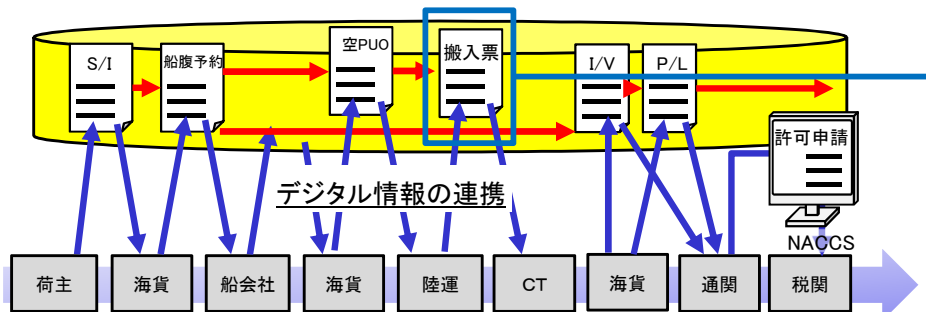 S/I
船腹予約
空PUO
搬入票
I/V
P/L
許可申請
デジタル情報の連携
NACCS
荷主
海貨
船会社
海貨
陸運
CT
海貨
通関
税関